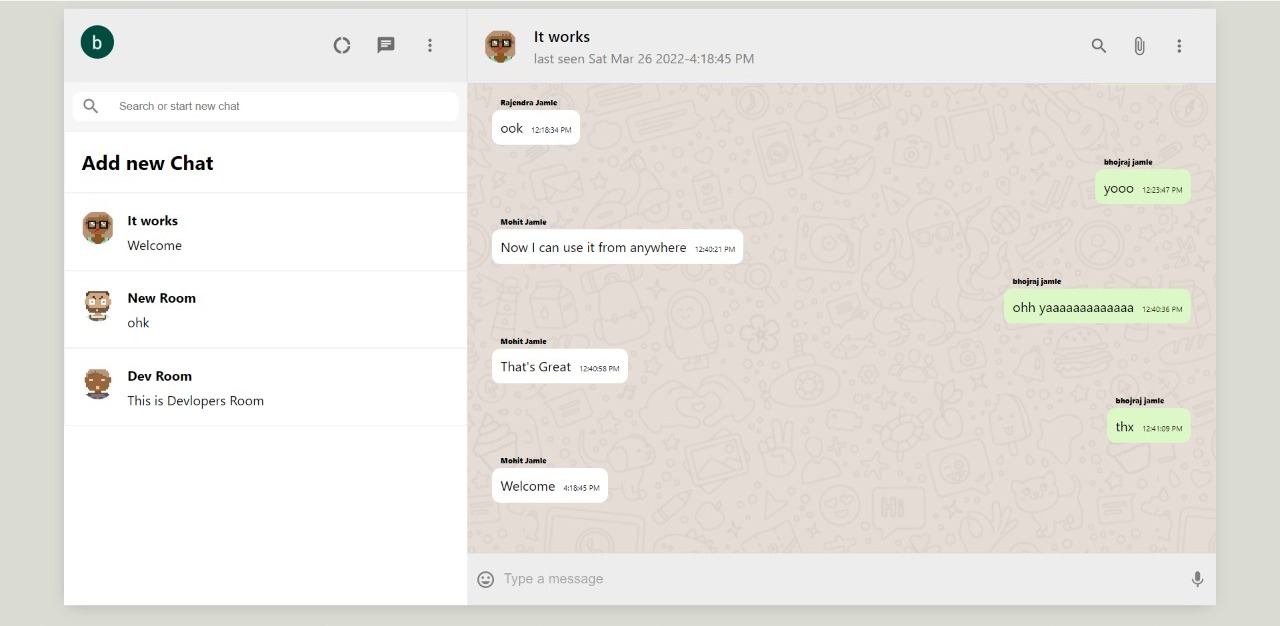 b
Search or start new chat
Add new Chat
It works
Welcome
New Room
ohk
Dev Room
This is Devlopers Room
It works
last seen Sat Mar 26 2022-4:18:45 PM
Rajendra Jamle
ook 12:18:34 PM
bhojraj jamle
yooo 12:23:47 PM
Mohit Jamle
Now I can use it from anywhere 12:40:21 PM
bhojraj jamle
ohh yaaaaaaaaaaaaa 12:40:36 PM
Mohit Jamle
That's Great 12:40:58 PM
bhojraj jamle
thx 12:41:09 PM
Mohit Jamle
Welcome 4:18:45 PM
Hi
Type a message